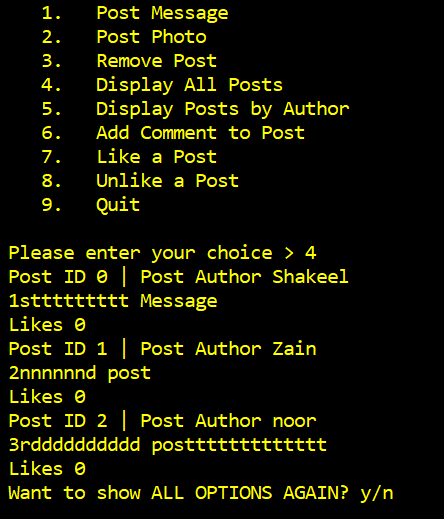 1. Post Message
2. Post Photo
3. Remove Post
4. Display All Posts
5. Display Posts by Author
6. Add Comment to Post
7. Like a Post
8. Unlike a Post
9. Quit
Please enter your choice > 4
Post ID 0 | Post Author Shakeel
1sttttttttt Message
Likes 0
Post ID 1 | Post Author Zain
2nnnnnnd post
Likes 0
Post ID 2 | Post Author noor
3rdddddddddd posttttttttttttt
Likes 0
Want to show ALL OPTIONS AGAIN? y/n